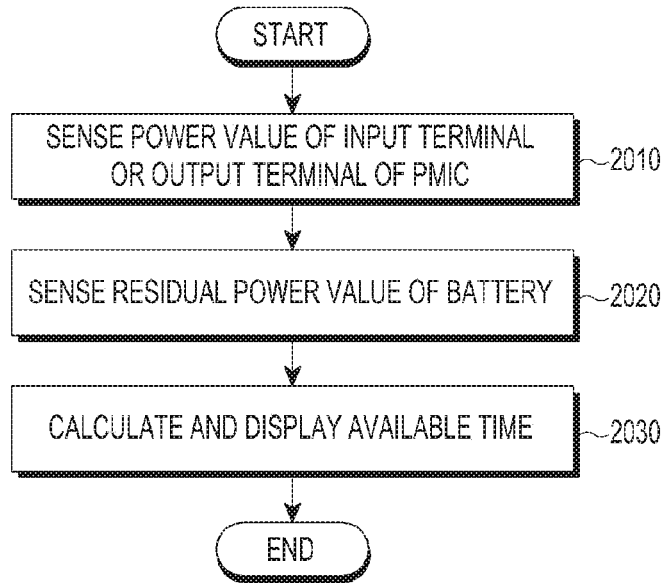 START
SENSE POWER VALUE OF INPUT TERMINAL
OR OUTPUT TERMINAL OF PMIC
2010
SENSE RESIDUAL POWER VALUE OF BATTERY
2020
CALCULATE AND DISPLAY AVAILABLE TIME
2030
END